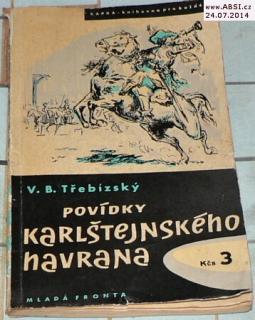 www.ABSI.cz
24.07.2014
V. B. Třebízský
POVÍDKY
KARLŠTEJNSKÉHO
HAVRANA
Kčs 3
MLADÁ FRONTA